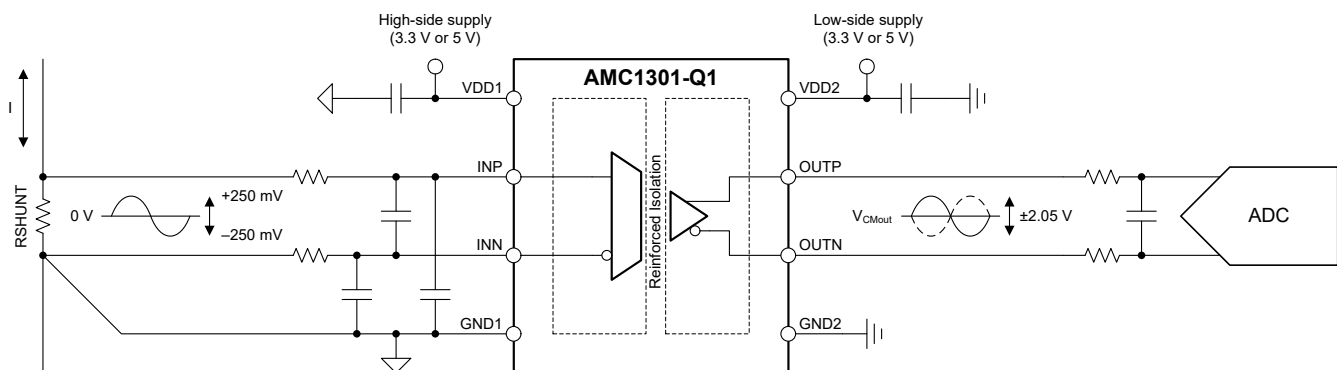 High-side supply
(3.3 V or 5 V)
Low-side supply
(3.3 V or 5 V)
AMC1301-Q1
VDD1
VDD2
I
INP
OUTP
RSHUNT
0 V
+250 mV
–250 mV
Reinforced Isolation
VCMout
±2.05 V
ADC
INN
OUTN
GND1
GND2